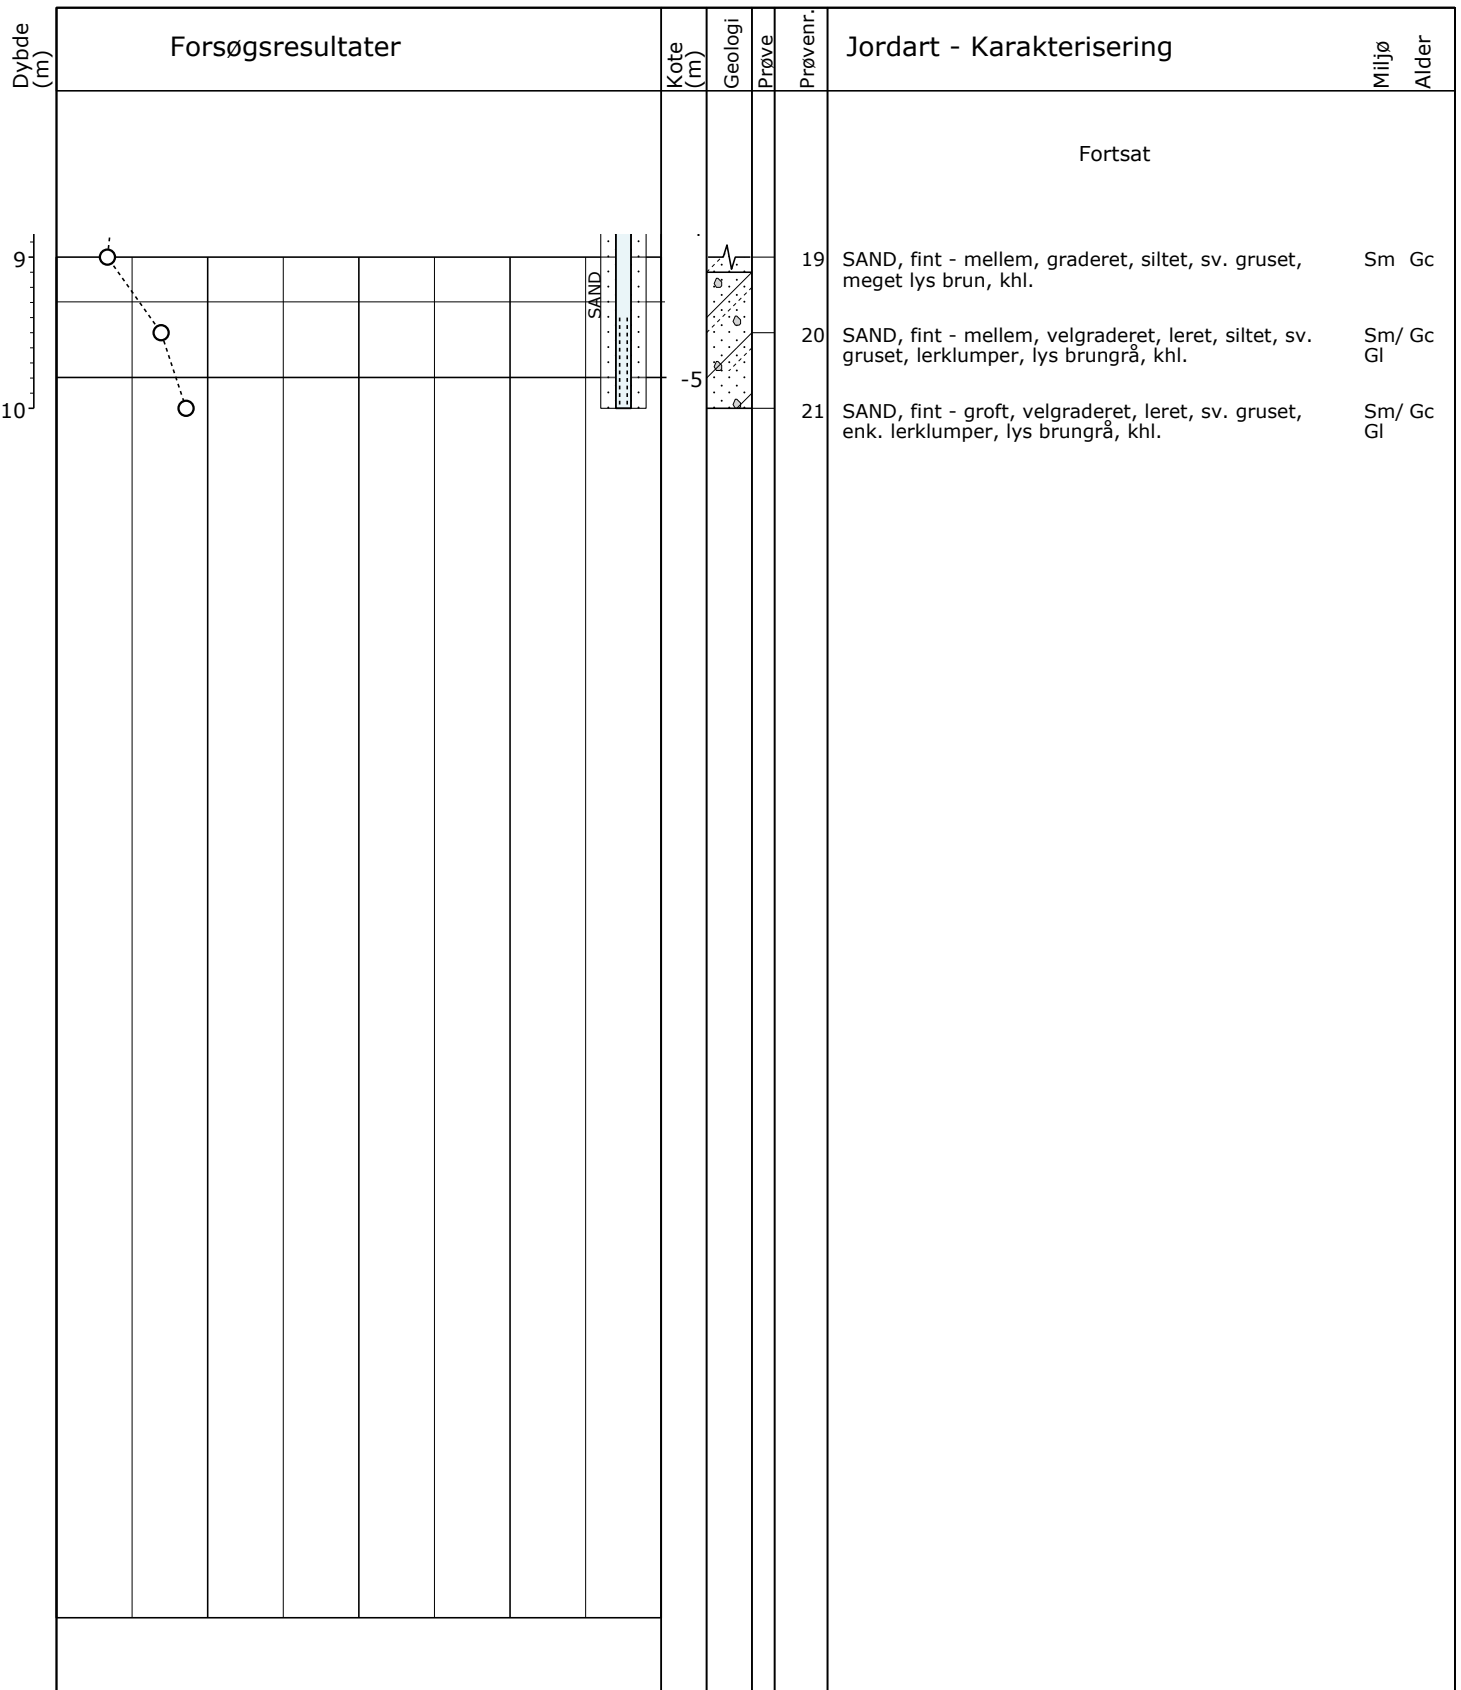 Dybde
(m)
Forsøgsresultater
Kote
(m)
Geologi
Prøve
Prøvenr.
Jordart - Karakterisering
Miljø
Alder
Fortsat
9
SAND
19 SAND, fint - mellem, graderet, siltet, sv. gruset, Sm Gc
meget lys brun, khl.
20 SAND, fint - mellem, velgraderet, leret, siltet, sv. Sm/ Gc
gruset, lerklumper, lys brungrå, khl. Gl
-5
10
21 SAND, fint - groft, velgraderet, leret, sv. gruset, Sm/ Gc
enk. lerklumper, lys brungrå, khl. Gl